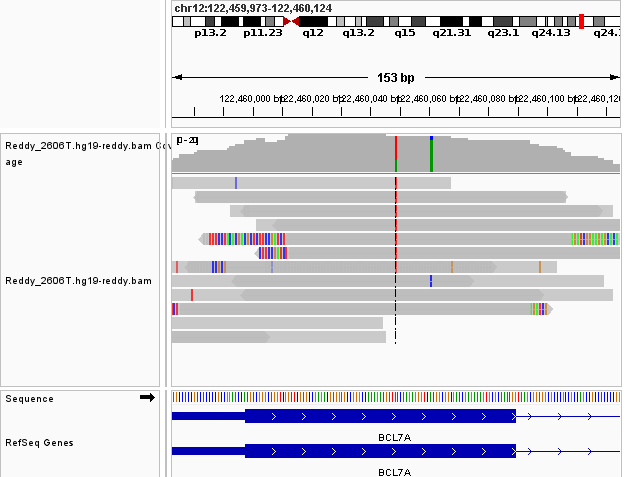 chr12:122,459,973-122,460,124
p13.2 p11.23 q12 q13.2 q15 q21.31 q23.1 q24.13 q24.
153 bp
122,460,000 bp 122,460,020 bp 122,460,040 bp 122,460,060 bp 122,460,080 bp 122,460,100 bp 122,460,120
Reddy_2606T.hg19-reddy.bam Cov
age
[0 - 20]
Reddy_2606T.hg19-reddy.bam
Sequence
RefSeq Genes
BCL7A
BCL7A